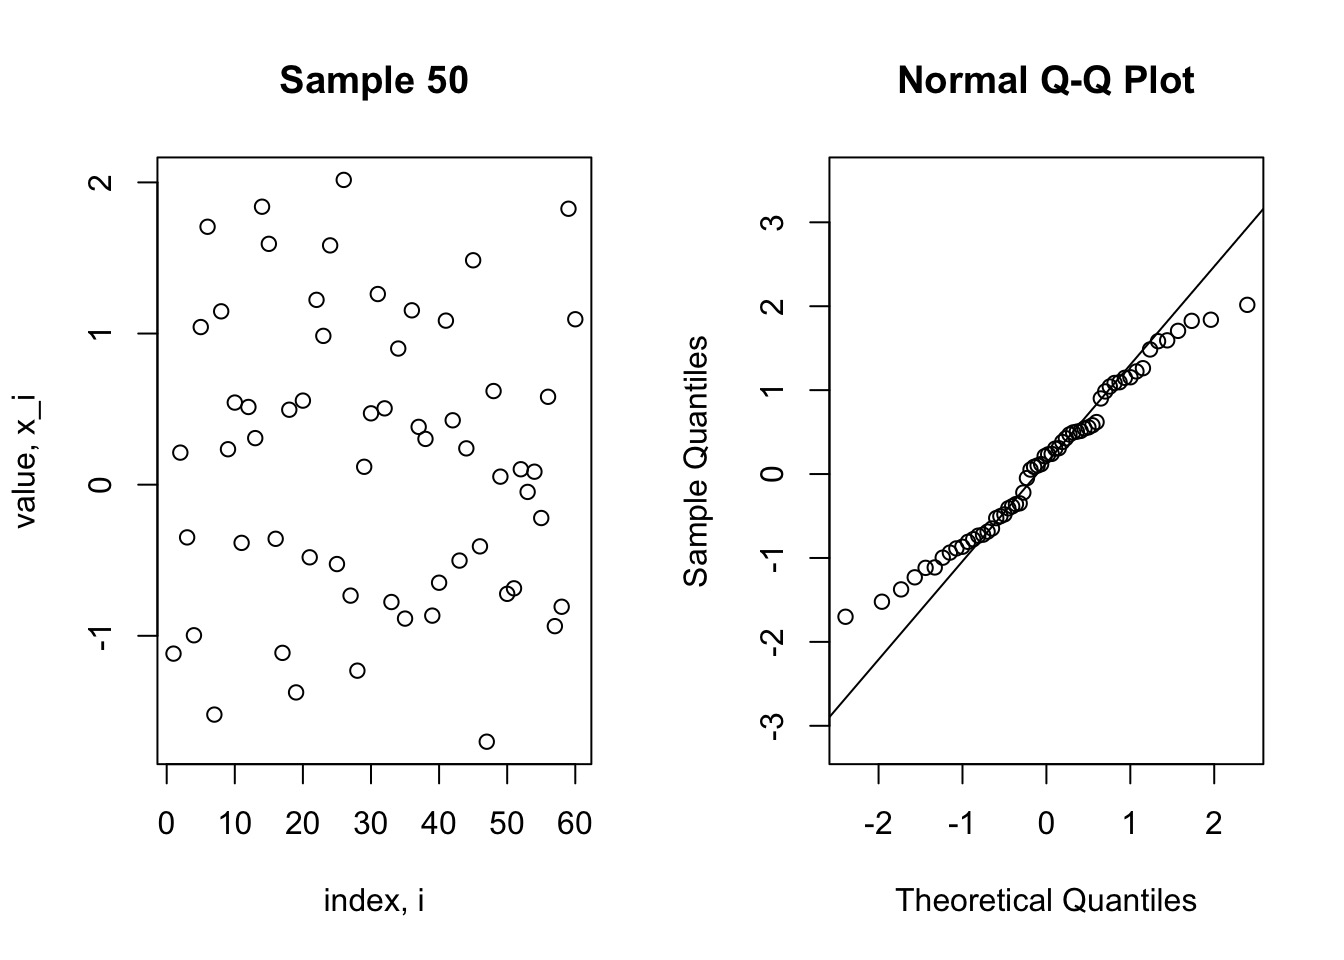 Sample 50
value, x_i
2
1
0
-1
0 10 20 30 40 50 60
index, i
Normal Q-Q Plot
Sample Quantiles
3
2
1
0
-1
-2
-3
-2 -1 0 1 2
Theoretical Quantiles